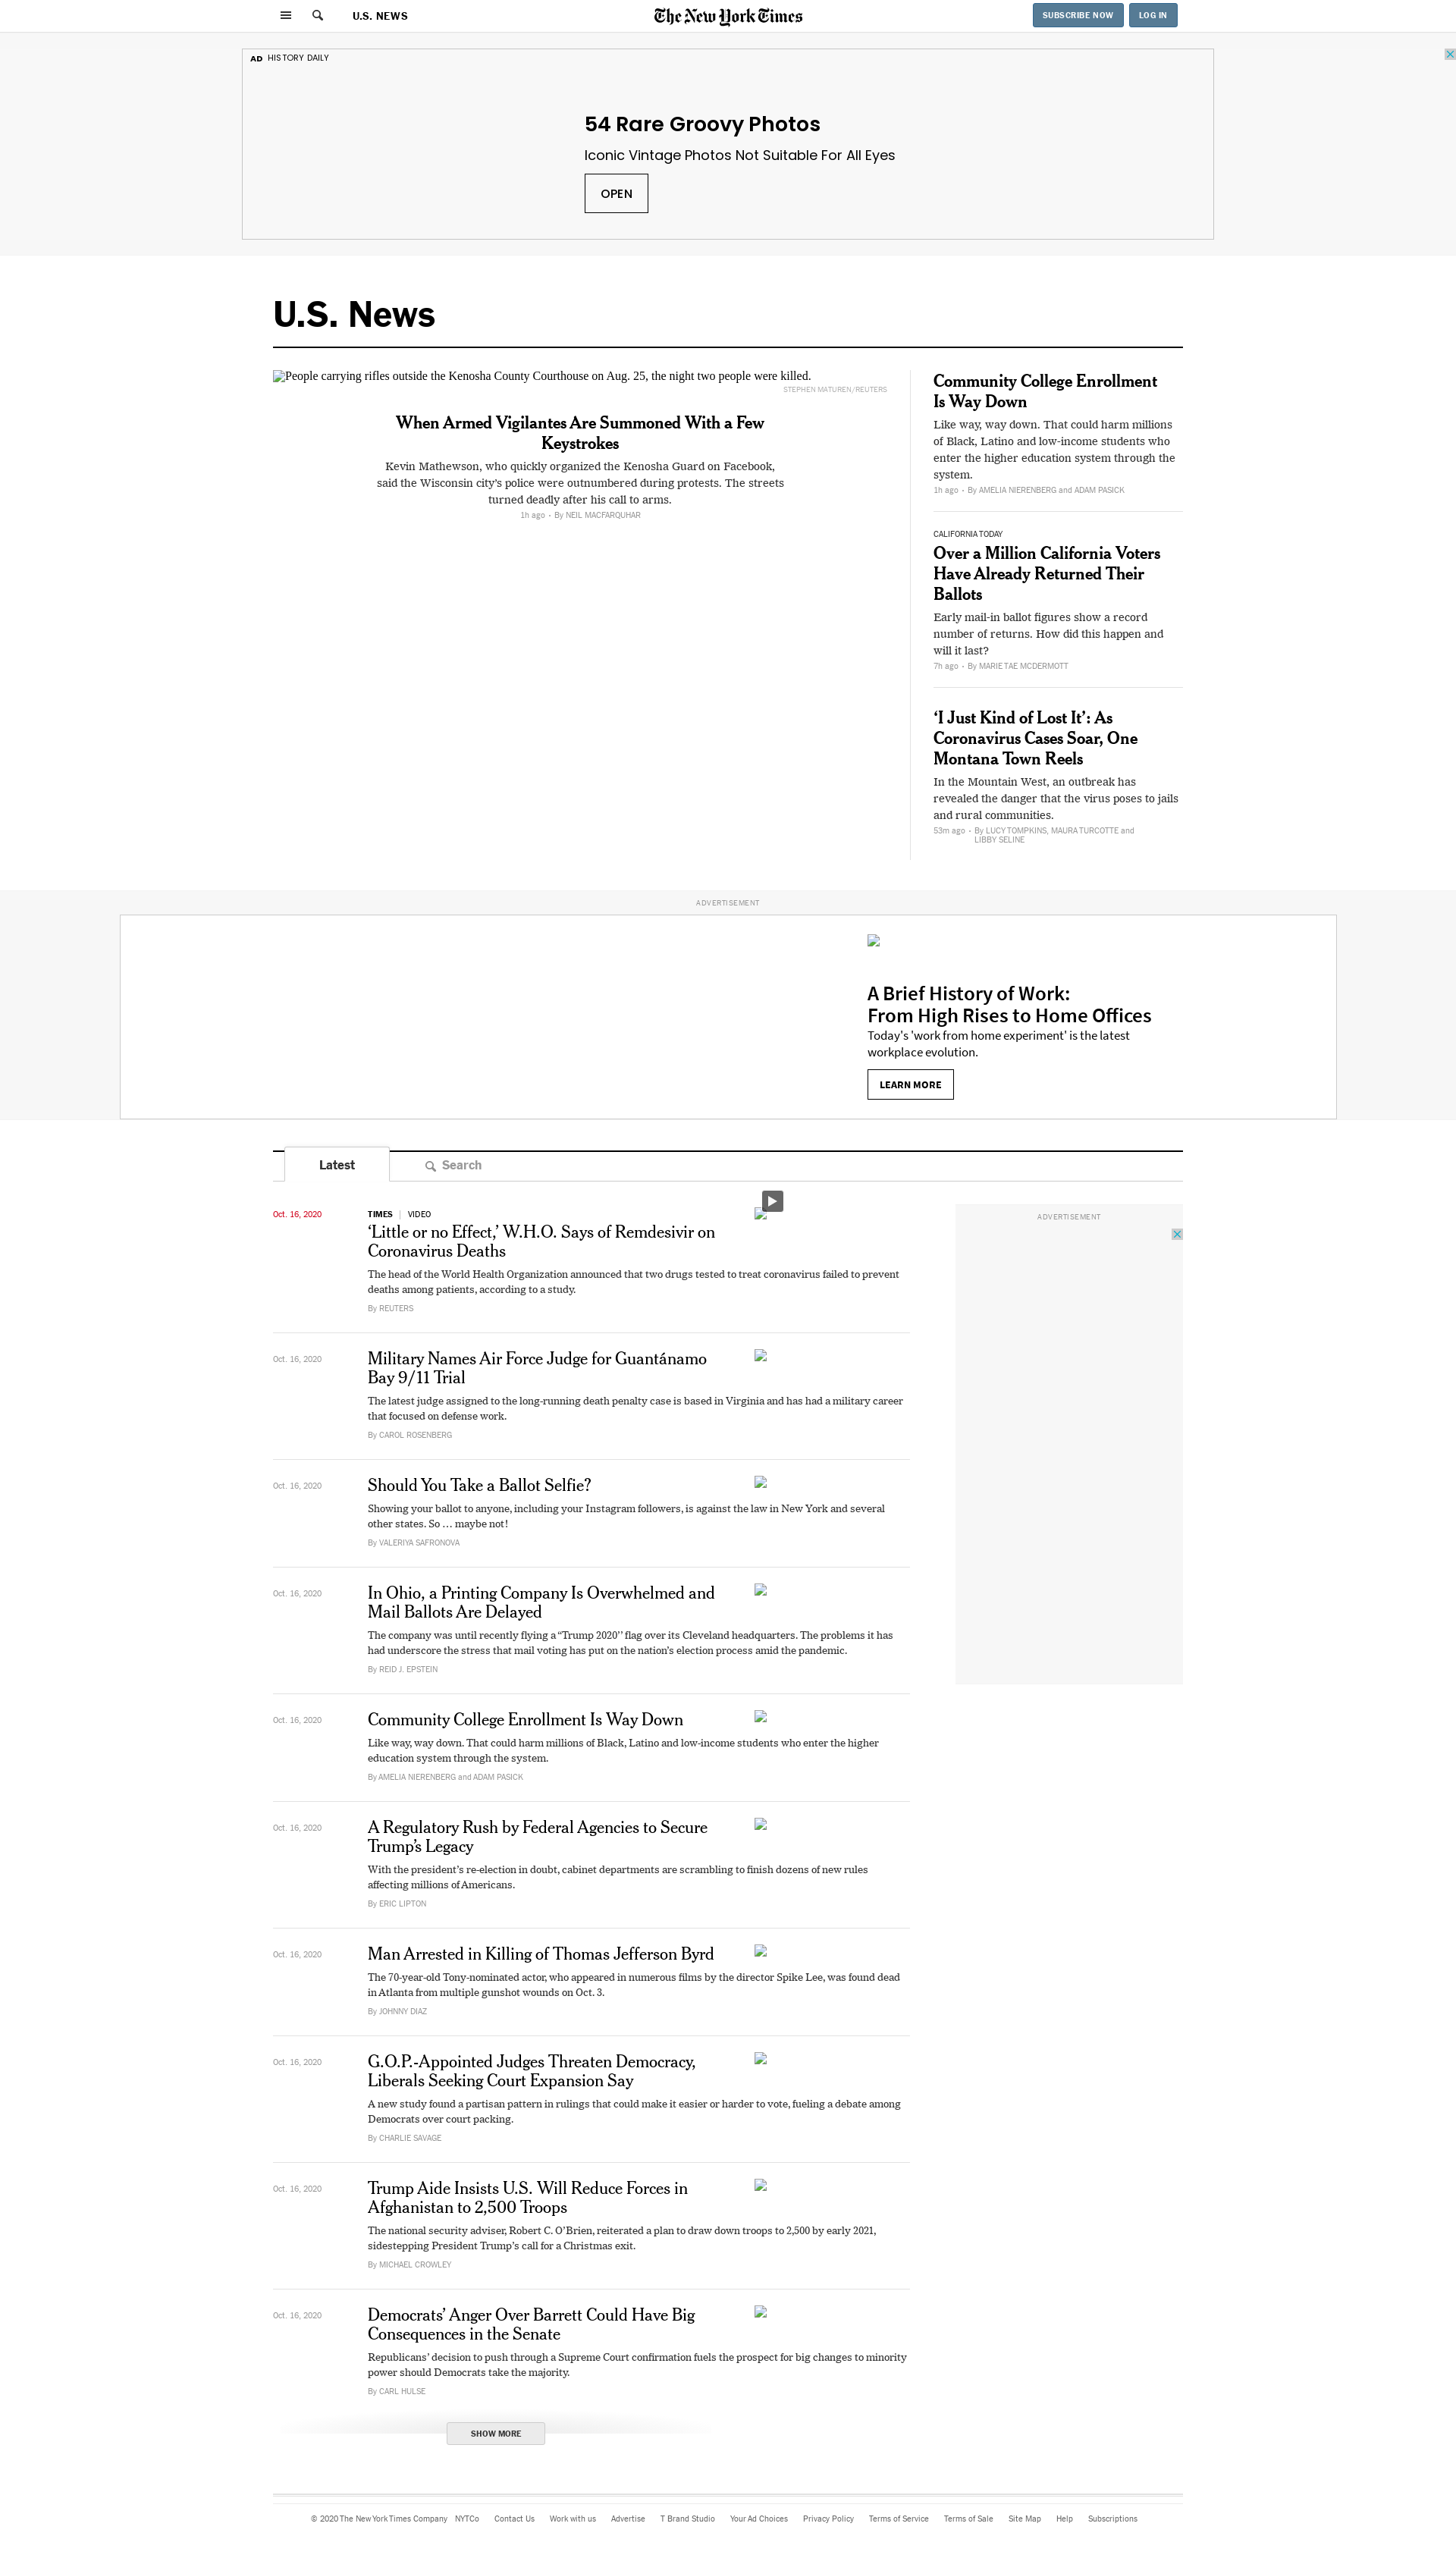 U.S. NEWS
The New York Times
SUBSCRIBE NOW
LOG IN
AD HISTORY DAILY
54 Rare Groovy Photos
Iconic Vintage Photos Not Suitable For All Eyes
OPEN
U.S. News
People carrying rifles outside the Kenosha County Courthouse on Aug. 25, the night two people were killed.
STEPHEN MATUREN/REUTERS
When Armed Vigilantes Are Summoned With a Few
Keystrokes
Kevin Mathewson, who quickly organized the Kenosha Guard on Facebook,
said the Wisconsin city's police were outnumbered during protests. The streets
turned deadly after his call to arms.
1h ago • By NEIL MACFARQUHAR
Community College Enrollment
Is Way Down
Like way, way down. That could harm millions
of Black, Latino and low-income students who
enter the higher education system through the
system.
1h ago • By AMELIA NIERENBERG and ADAM PASICK
CALIFORNIA TODAY
Over a Million California Voters
Have Already Returned Their
Ballots
Early mail-in ballot figures show a record
number of returns. How did this happen and
will it last?
7h ago • By MARIE TAE MCDERMOTT
‘I Just Kind of Lost It’: As
Coronavirus Cases Soar, One
Montana Town Reels
In the Mountain West, an outbreak has
revealed the danger that the virus poses to jails
and rural communities.
53m ago • By LUCY TOMPKINS, MAURA TURCOTTE and
LIBBY SELINE
ADVERTISEMENT
A Brief History of Work:
From High Rises to Home Offices
Today's 'work from home experiment' is the latest
workplace evolution.
LEARN MORE
Latest
Search
Oct. 16, 2020
TIMES | VIDEO
‘Little or no Effect,’ W.H.O. Says of Remdesivir on
Coronavirus Deaths
The head of the World Health Organization announced that two drugs tested to treat coronavirus failed to prevent
deaths among patients, according to a study.
By REUTERS
ADVERTISEMENT
Oct. 16, 2020
Military Names Air Force Judge for Guantánamo
Bay 9/11 Trial
The latest judge assigned to the long-running death penalty case is based in Virginia and has had a military career
that focused on defense work.
By CAROL ROSENBERG
Oct. 16, 2020
Should You Take a Ballot Selfie?
Showing your ballot to anyone, including your Instagram followers, is against the law in New York and several
other states. So … maybe not!
By VALERIYA SAFRONOVA
Oct. 16, 2020
In Ohio, a Printing Company Is Overwhelmed and
Mail Ballots Are Delayed
The company was until recently flying a “Trump 2020’’ flag over its Cleveland headquarters. The problems it has
had underscore the stress that mail voting has put on the nation’s election process amid the pandemic.
By REID J. EPSTEIN
Oct. 16, 2020
Community College Enrollment Is Way Down
Like way, way down. That could harm millions of Black, Latino and low-income students who enter the higher
education system through the system.
By AMELIA NIERENBERG and ADAM PASICK
Oct. 16, 2020
A Regulatory Rush by Federal Agencies to Secure
Trump’s Legacy
With the president’s re-election in doubt, cabinet departments are scrambling to finish dozens of new rules
affecting millions of Americans.
By ERIC LIPTON
Oct. 16, 2020
Man Arrested in Killing of Thomas Jefferson Byrd
The 70-year-old Tony-nominated actor, who appeared in numerous films by the director Spike Lee, was found dead
in Atlanta from multiple gunshot wounds on Oct. 3.
By JOHNNY DIAZ
Oct. 16, 2020
G.O.P.-Appointed Judges Threaten Democracy,
Liberals Seeking Court Expansion Say
A new study found a partisan pattern in rulings that could make it easier or harder to vote, fueling a debate among
Democrats over court packing.
By CHARLIE SAVAGE
Oct. 16, 2020
Trump Aide Insists U.S. Will Reduce Forces in
Afghanistan to 2,500 Troops
The national security adviser, Robert C. O’Brien, reiterated a plan to draw down troops to 2,500 by early 2021,
sidestepping President Trump’s call for a Christmas exit.
By MICHAEL CROWLEY
Oct. 16, 2020
Democrats’ Anger Over Barrett Could Have Big
Consequences in the Senate
Republicans’ decision to push through a Supreme Court confirmation fuels the prospect for big changes to minority
power should Democrats take the majority.
By CARL HULSE
SHOW MORE
© 2020 The New York Times Company NYTCo Contact Us Work with us Advertise T Brand Studio Your Ad Choices Privacy Policy Terms of Service Terms of Sale Site Map Help Subscriptions